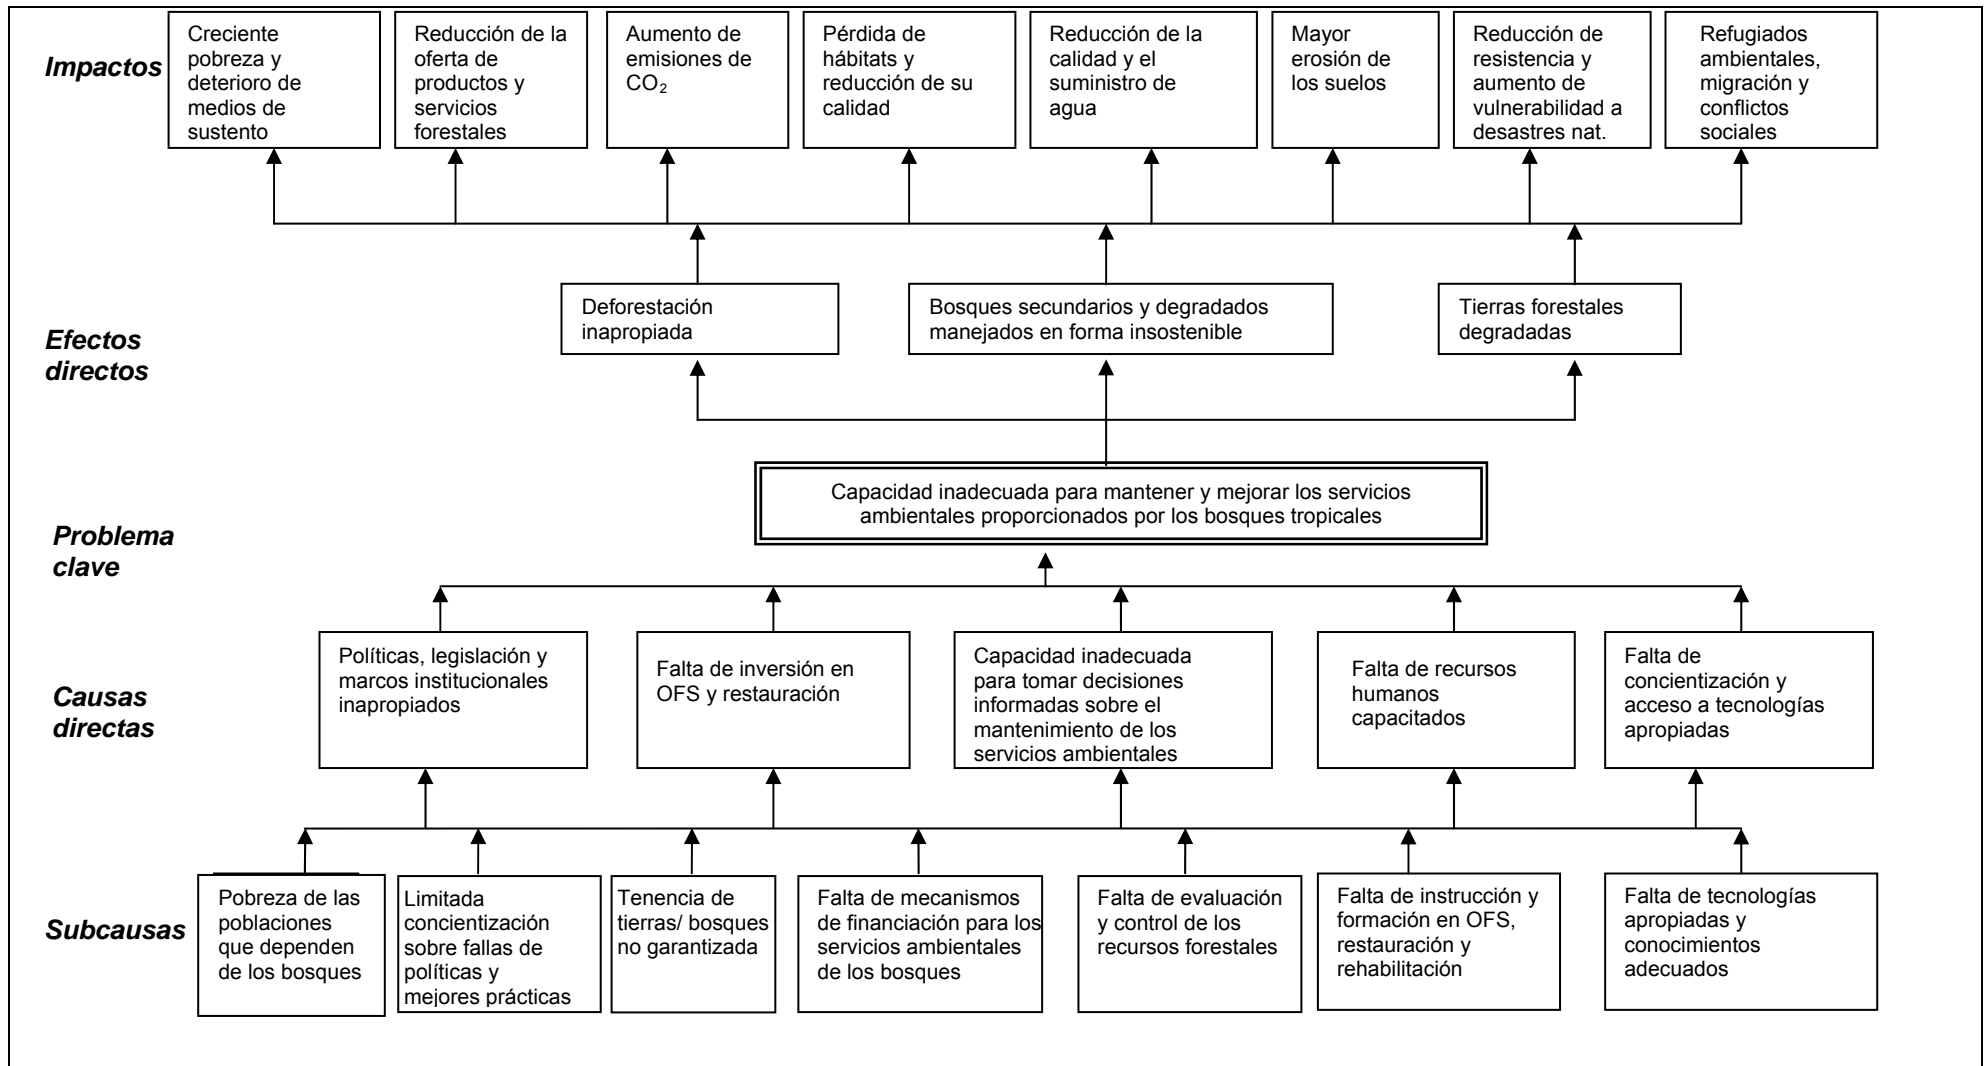 Impactos
Creciente
pobreza y
deterioro de
medios de
sustento
Reducción de la
oferta de
productos y
servicios
forestales
Aumento de
emisiones de
CO₂
Pérdida de
hábitats y
reducción de su
calidad
Reducción de la
calidad y el
suministro de
agua
Mayor
erosión de
los suelos
Reducción de
resistencia y
aumento de
vulnerabilidad a
desastres nat.
Refugiados
ambientales,
migración y
conflictos
sociales
Efectos
directos
Deforestación
inapropiada
Bosques secundarios y degradados
manejados en forma insostenible
Tierras forestales
degradadas
Problema
clave
Capacidad inadecuada para mantener y mejorar los servicios
ambientales proporcionados por los bosques tropicales
Causas
directas
Políticas, legislación y
marcos institucionales
inapropiados
Falta de inversión en
OFS y restauración
Capacidad inadecuada
para tomar decisiones
informadas sobre el
mantenimiento de los
servicios ambientales
Falta de recursos
humanos
capacitados
Falta de
concientización y
acceso a tecnologías
apropiadas
Subcausas
Pobreza de las
poblaciones
que dependen
de los bosques
Limitada
concientización
sobre fallas de
políticas y
mejores prácticas
Tenencia de
tierras/ bosques
no garantizada
Falta de mecanismos
de financiación para los
servicios ambientales
de los bosques
Falta de evaluación
y control de los
recursos forestales
Falta de instrucción y
formación en OFS,
restauración y
rehabilitación
Falta de tecnologías
apropiadas y
conocimientos
adecuados